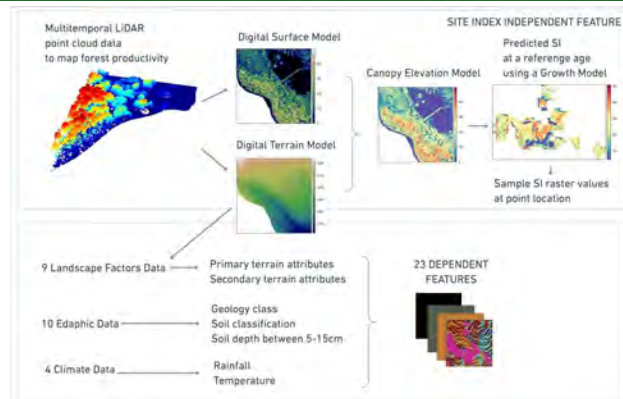 SITE INDEX INDEPENDENT FEATURE
Multitemporal LiDAR
point cloud data
to map forest productivity
Digital Surface Model
Digital Terrain Model
Canopy Elevation Model
Predicted SI
at a referenge age
using a Growth Model
Sample SI raster values
at point location
9 Landscape Factors Data
Primary terrain attributes
Secondary terrain attributes
10 Edaphic Data
Geology class
Soil classification
Soil depth between 5-15cm
4 Climate Data
Rainfall
Temperature
23 DEPENDENT
FEATURES